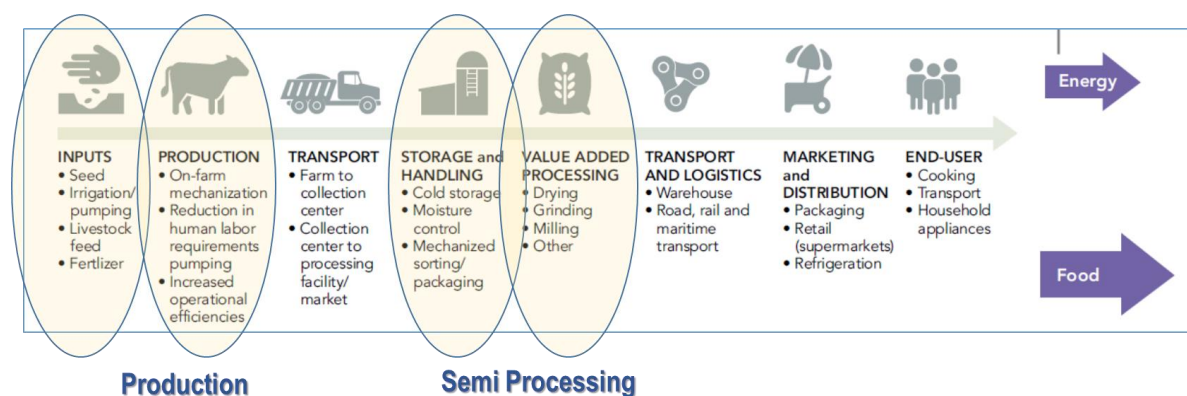 INPUTS
• Seed
• Irrigation/
pumping
• Livestock
feed
• Fertlizer
PRODUCTION
• On-farm
mechanization
• Reduction in
human labor
requirements
pumping
• Increased
operational
efficiencies
TRANSPORT
• Farm to
collection
center
• Collection
center to
processing
facility/
market
STORAGE and
HANDLING
• Cold storage
• Moisture
control
• Mechanized
sorting/
packaging
VALUE ADDED
PROCESSING
• Drying
• Grinding
• Milling
• Other
TRANSPORT
AND LOGISTICS
• Warehouse
• Road, rail and
maritime
transport
MARKETING
and
DISTRIBUTION
• Packaging
• Retail
(supermarkets)
• Refrigeration
END-USER
• Cooking
• Transport
• Household
appliances
Energy
Food
Production
Semi Processing